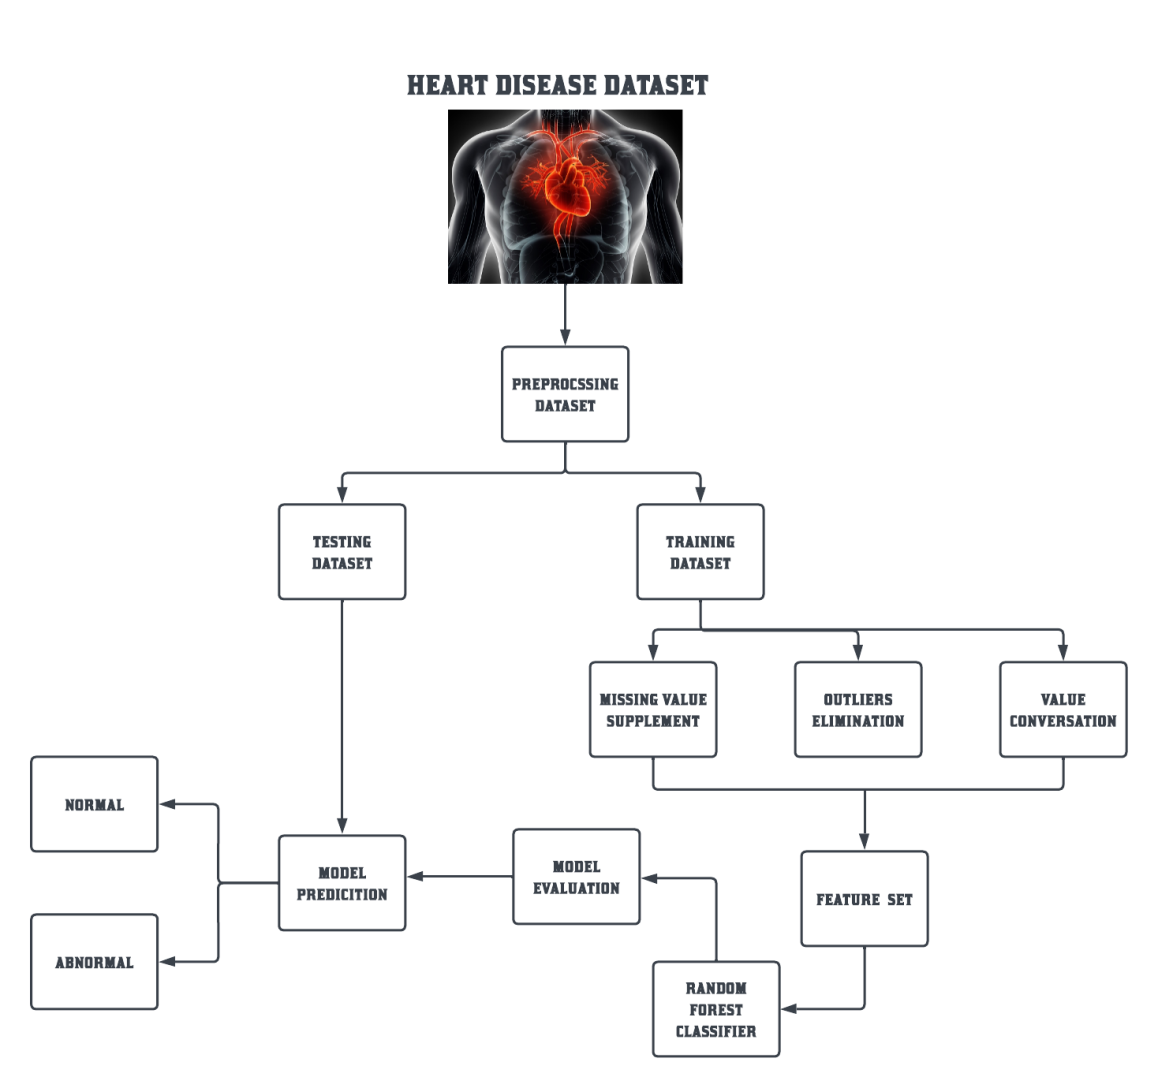 HEART DISEASE DATASET
PREPROCSSING
DATASET
TESTING
DATASET
TRAINING
DATASET
MISSING VALUE
SUPPLEMENT
OUTLIERS
ELIMINATION
VALUE
CONVERSATION
NORMAL
MODEL
PREDICITION
MODEL
EVALUATION
FEATURE SET
ABNORMAL
RANDOM
FOREST
CLASSIFIER